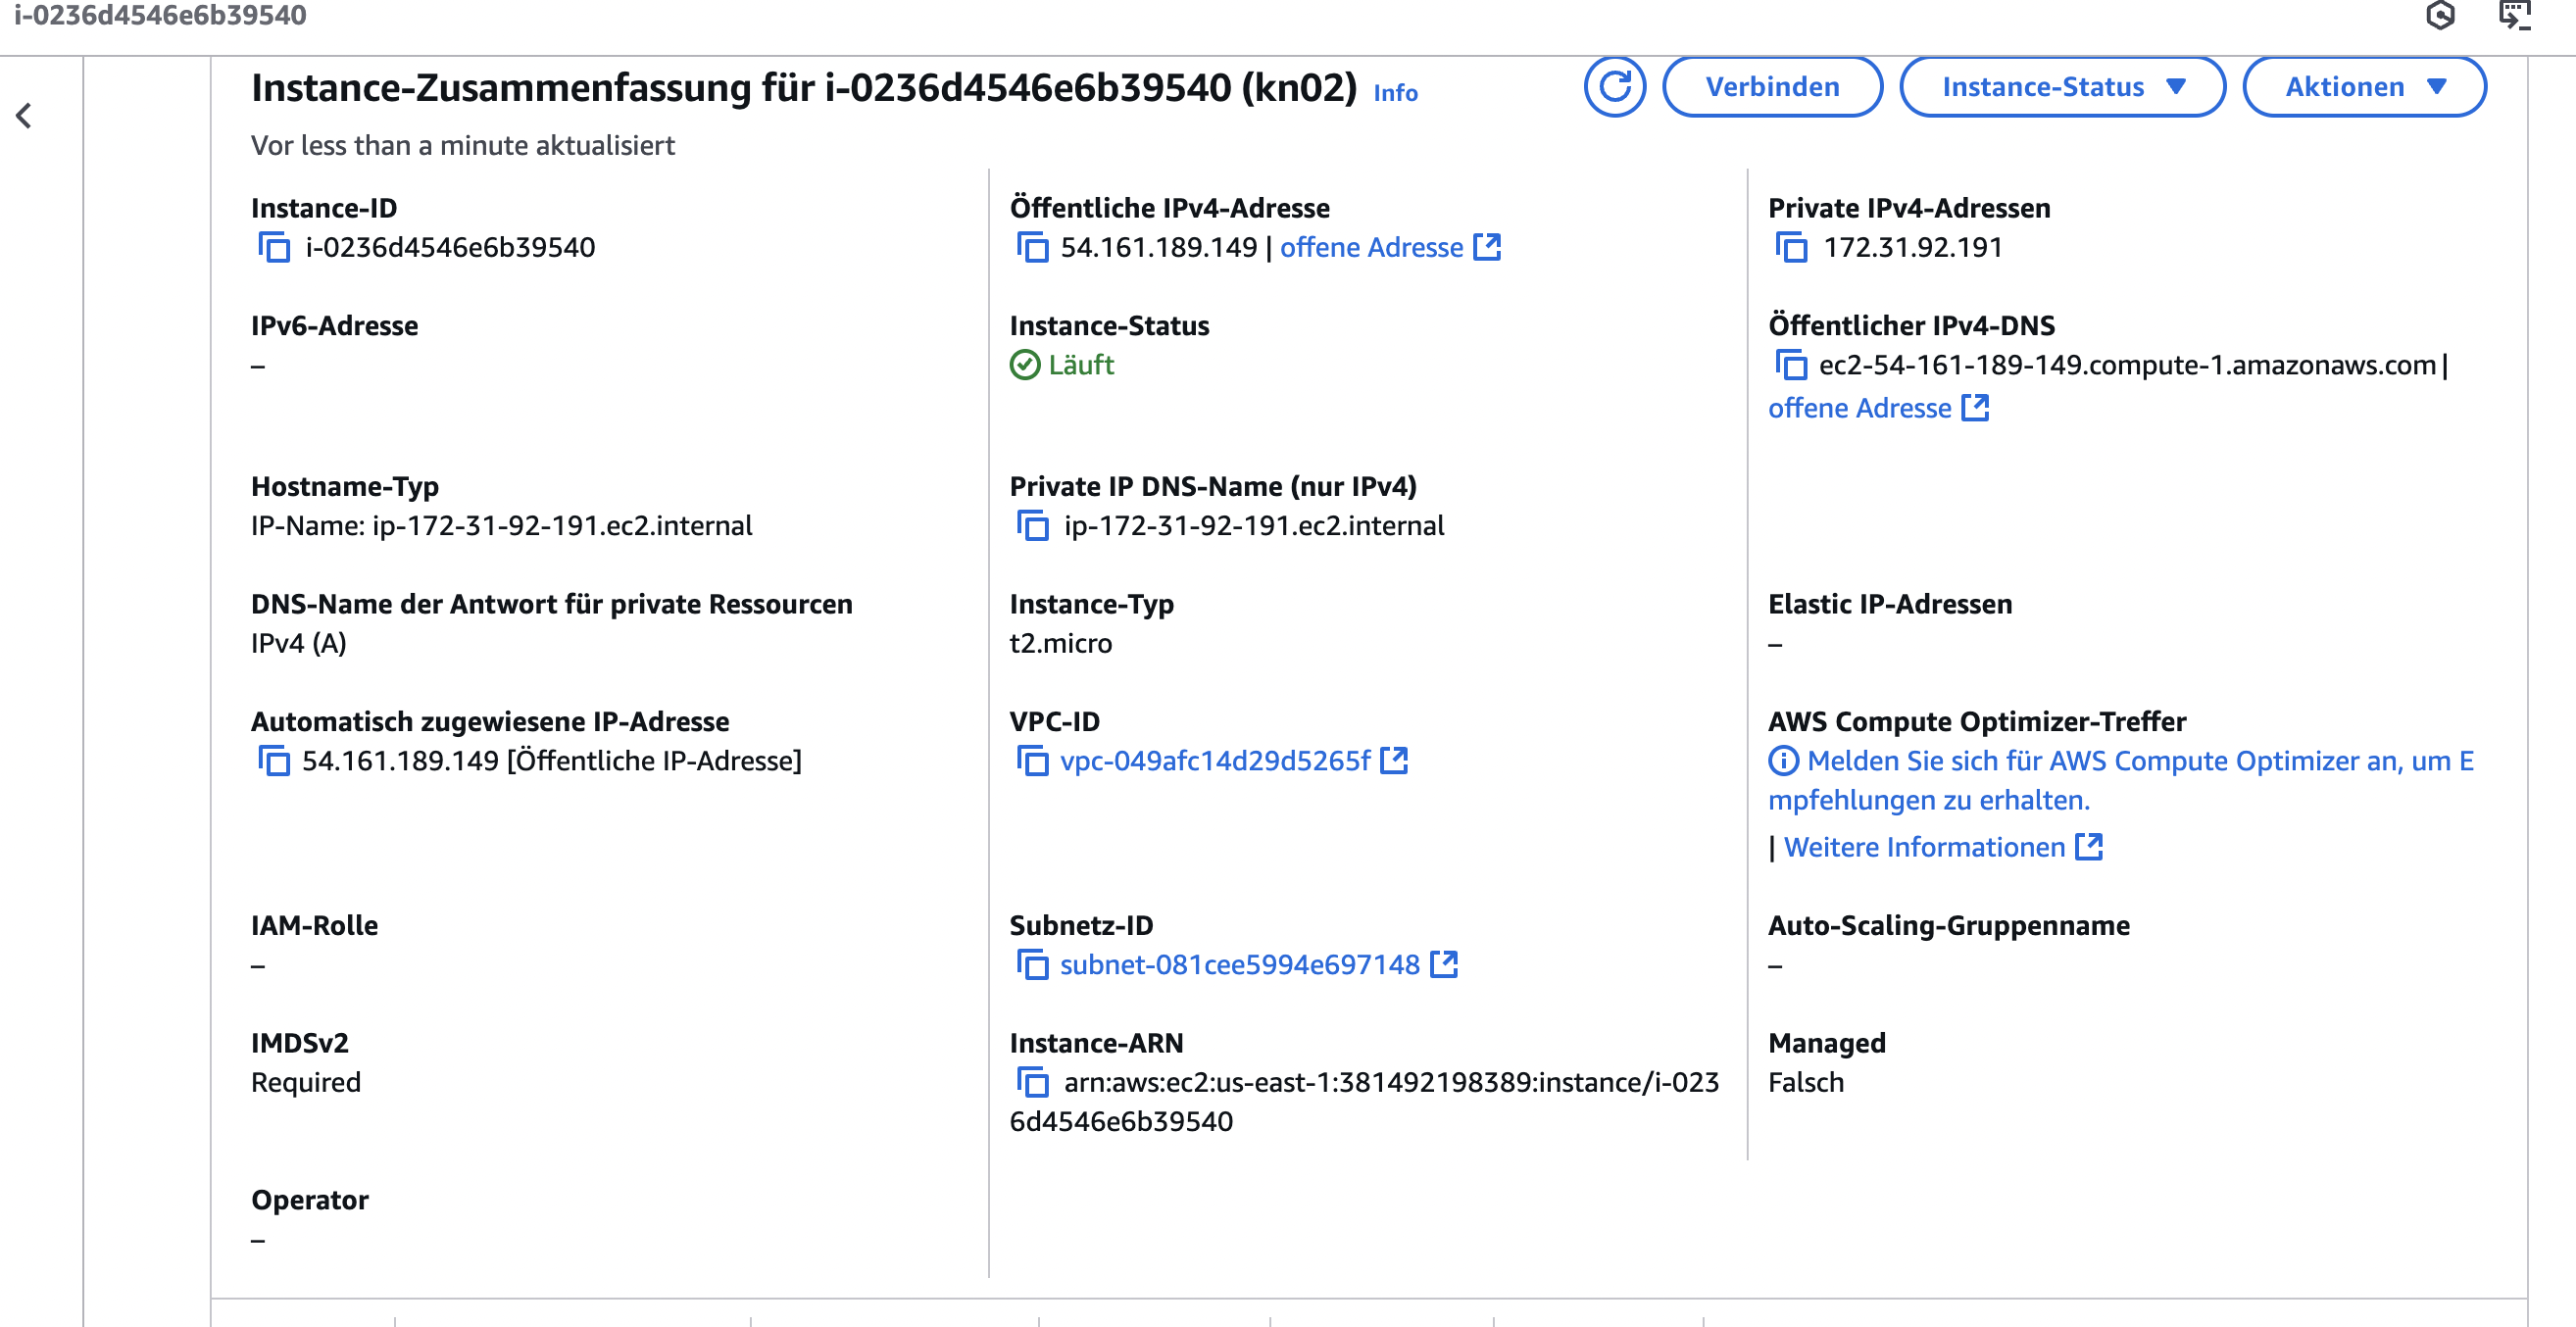 i-0236d4546e6b39540
Instance-Zusammenfassung für i-0236d4546e6b39540 (kn02) Info
Verbinden
Instance-Status
Aktionen
Vor less than a minute aktualisiert
Instance-ID
i-0236d4546e6b39540
Öffentliche IPv4-Adresse
54.161.189.149 | offene Adresse
Private IPv4-Adressen
172.31.92.191
IPv6-Adresse
–
Instance-Status
Läuft
Öffentlicher IPv4-DNS
ec2-54-161-189-149.compute-1.amazonaws.com |
offene Adresse
Hostname-Typ
IP-Name: ip-172-31-92-191.ec2.internal
Private IP DNS-Name (nur IPv4)
ip-172-31-92-191.ec2.internal
DNS-Name der Antwort für private Ressourcen
IPv4 (A)
Instance-Typ
t2.micro
Elastic IP-Adressen
–
Automatisch zugewiesene IP-Adresse
54.161.189.149 [Öffentliche IP-Adresse]
VPC-ID
vpc-049afc14d29d5265f
AWS Compute Optimizer-Treffer
Melden Sie sich für AWS Compute Optimizer an, um E
mpfehlungen zu erhalten.
| Weitere Informationen
IAM-Rolle
–
Subnetz-ID
subnet-081cee5994e697148
Auto-Scaling-Gruppenname
–
IMDSv2
Required
Instance-ARN
arn:aws:ec2:us-east-1:381492198389:instance/i-023
6d4546e6b39540
Managed
Falsch
Operator
–